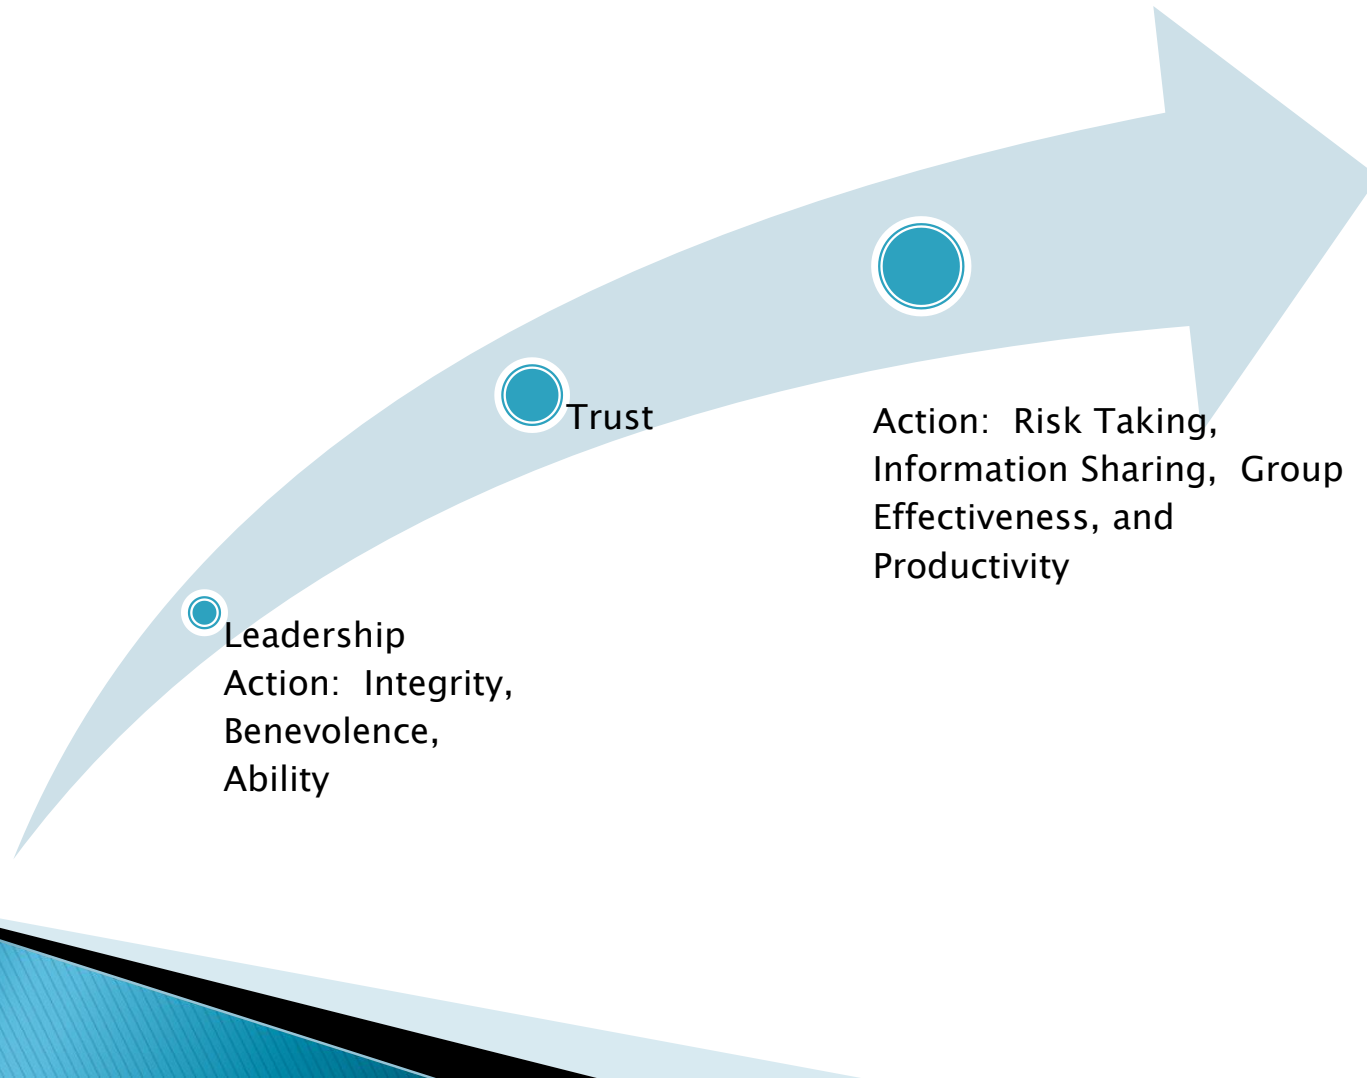 Trust
Action:  Risk Taking,
Information Sharing,  Group
Effectiveness, and
Productivity
Leadership
Action:  Integrity,
Benevolence,
Ability